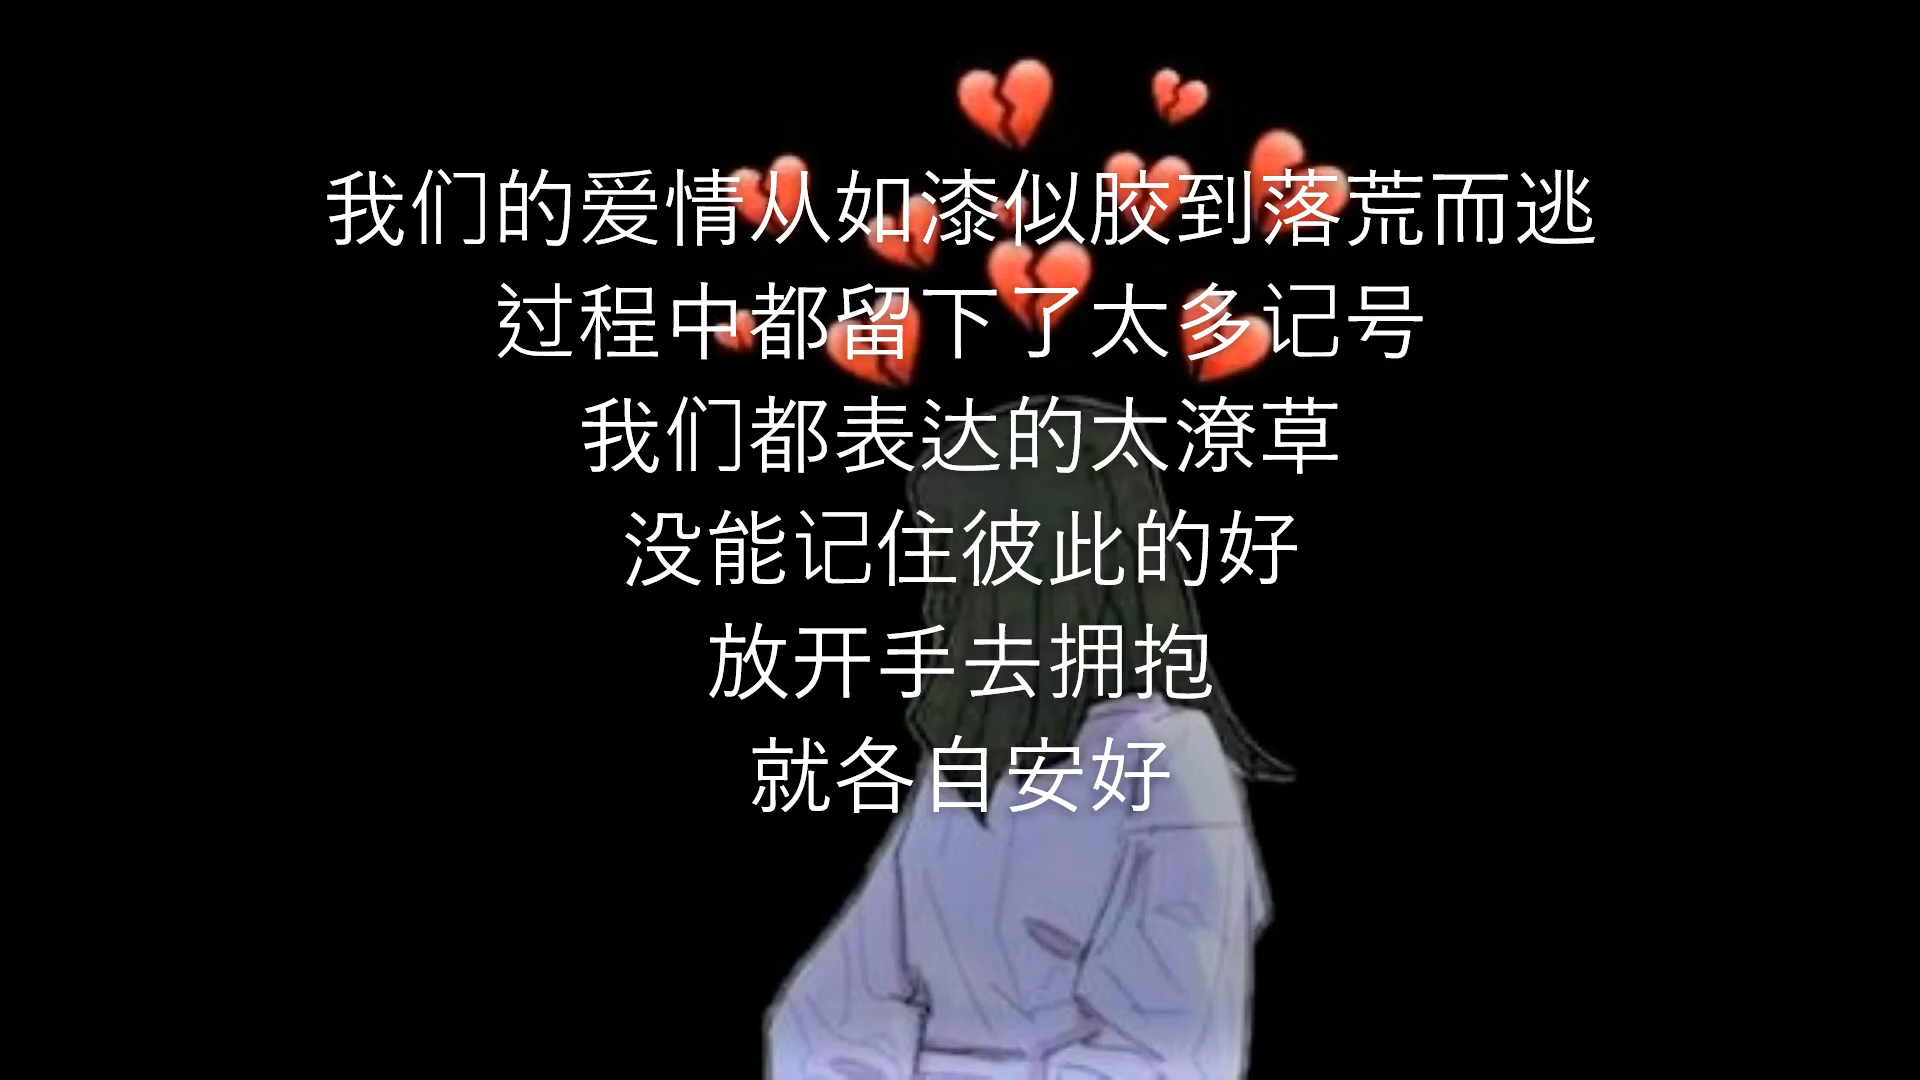 我们的爱情从如漆似胶到落荒而逃
过程中都留下了太多记号
我们都表达的太潦草
没能记住彼此的好
放开手去拥抱
就各自安好